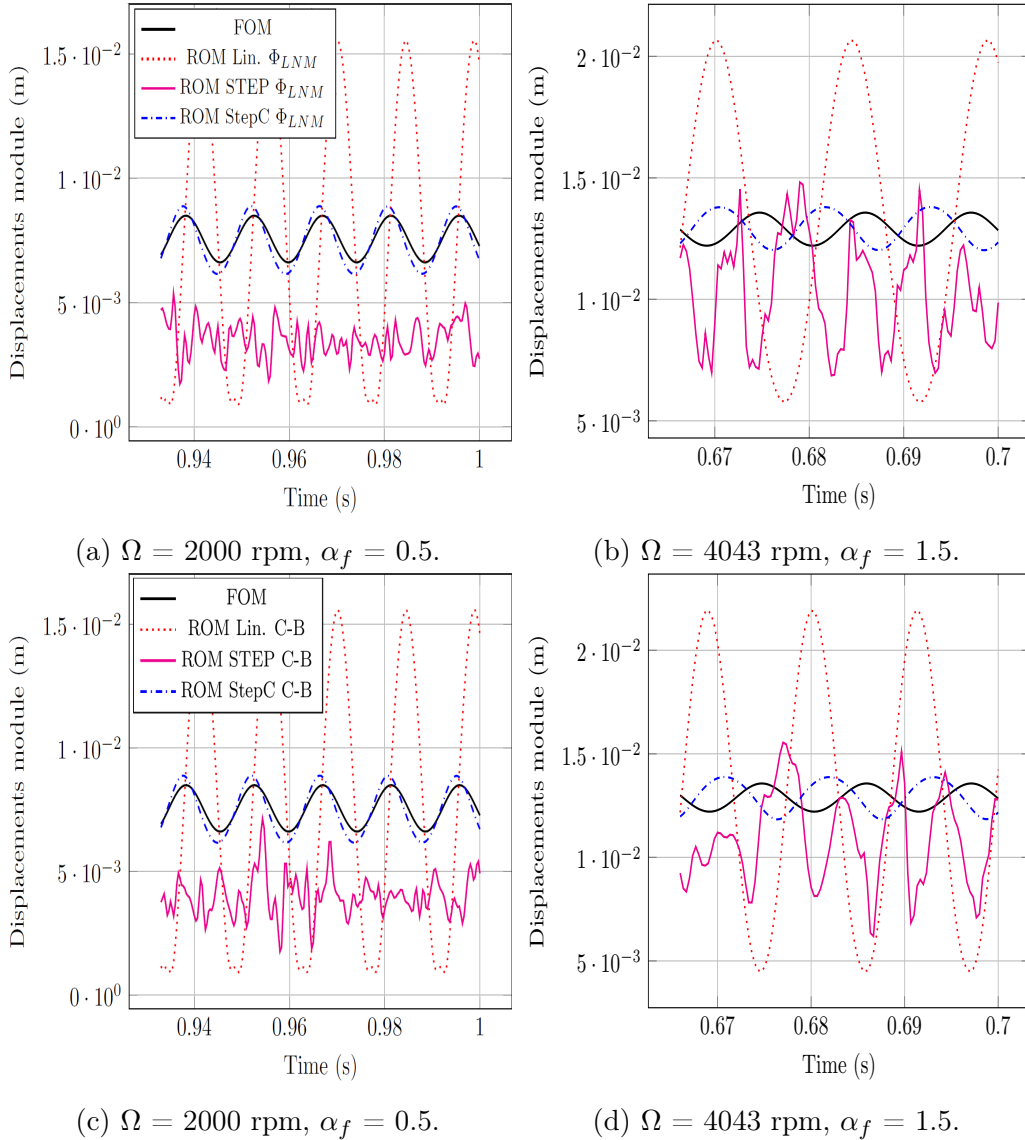 Displacements module (m)
1.5·10⁻²
1·10⁻²
5·10⁻³
0·10⁰
FOM
ROM Lin. Φ_LNM
ROM STEP Φ_LNM
ROM StepC Φ_LNM
0.94 0.96 0.98 1
Time (s)
(a) Ω = 2000 rpm, α_f = 0.5.
Displacements module (m)
2·10⁻²
1.5·10⁻²
1·10⁻²
5·10⁻³
0.67 0.68 0.69 0.7
Time (s)
(b) Ω = 4043 rpm, α_f = 1.5.
Displacements module (m)
1.5·10⁻²
1·10⁻²
5·10⁻³
0·10⁰
FOM
ROM Lin. C-B
ROM STEP C-B
ROM StepC C-B
0.94 0.96 0.98 1
Time (s)
(c) Ω = 2000 rpm, α_f = 0.5.
Displacements module (m)
2·10⁻²
1.5·10⁻²
1·10⁻²
5·10⁻³
0.67 0.68 0.69 0.7
Time (s)
(d) Ω = 4043 rpm, α_f = 1.5.